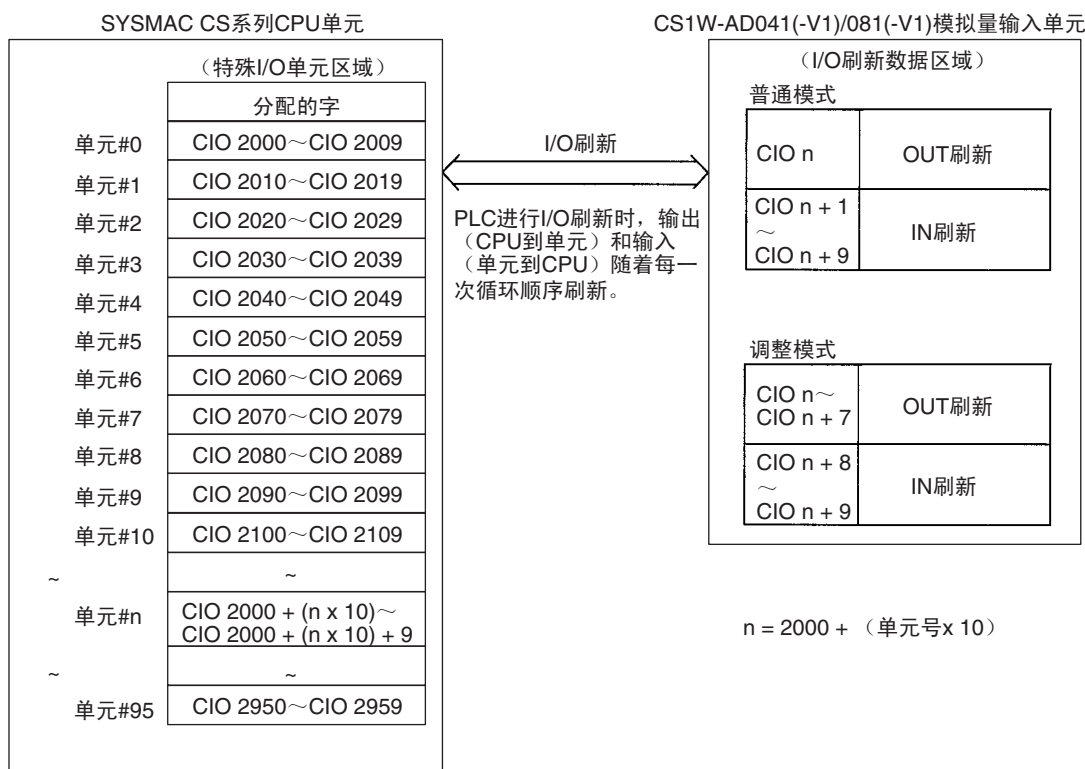 SYSMAC CS系列CPU单元
（特殊I/O单元区域）
分配的字
单元#0 CIO 2000～CIO 2009
单元#1 CIO 2010～CIO 2019
单元#2 CIO 2020～CIO 2029
单元#3 CIO 2030～CIO 2039
单元#4 CIO 2040～CIO 2049
单元#5 CIO 2050～CIO 2059
单元#6 CIO 2060～CIO 2069
单元#7 CIO 2070～CIO 2079
单元#8 CIO 2080～CIO 2089
单元#9 CIO 2090～CIO 2099
单元#10 CIO 2100～CIO 2109
~ ~
单元#n CIO 2000 + (n x 10)～
CIO 2000 + (n x 10) + 9
~ ~
单元#95 CIO 2950～CIO 2959
I/O刷新
PLC进行I/O刷新时，输出
（CPU到单元）和输入
（单元到CPU）随着每一
次循环顺序刷新。
CS1W-AD041(-V1)/081(-V1)模拟量输入单元
（I/O刷新数据区域）
普通模式
CIO n OUT刷新
CIO n + 1
～
CIO n + 9
IN刷新
调整模式
CIO n～
CIO n + 7
OUT刷新
CIO n + 8
～
CIO n + 9
IN刷新
n = 2000 + （单元号x 10）